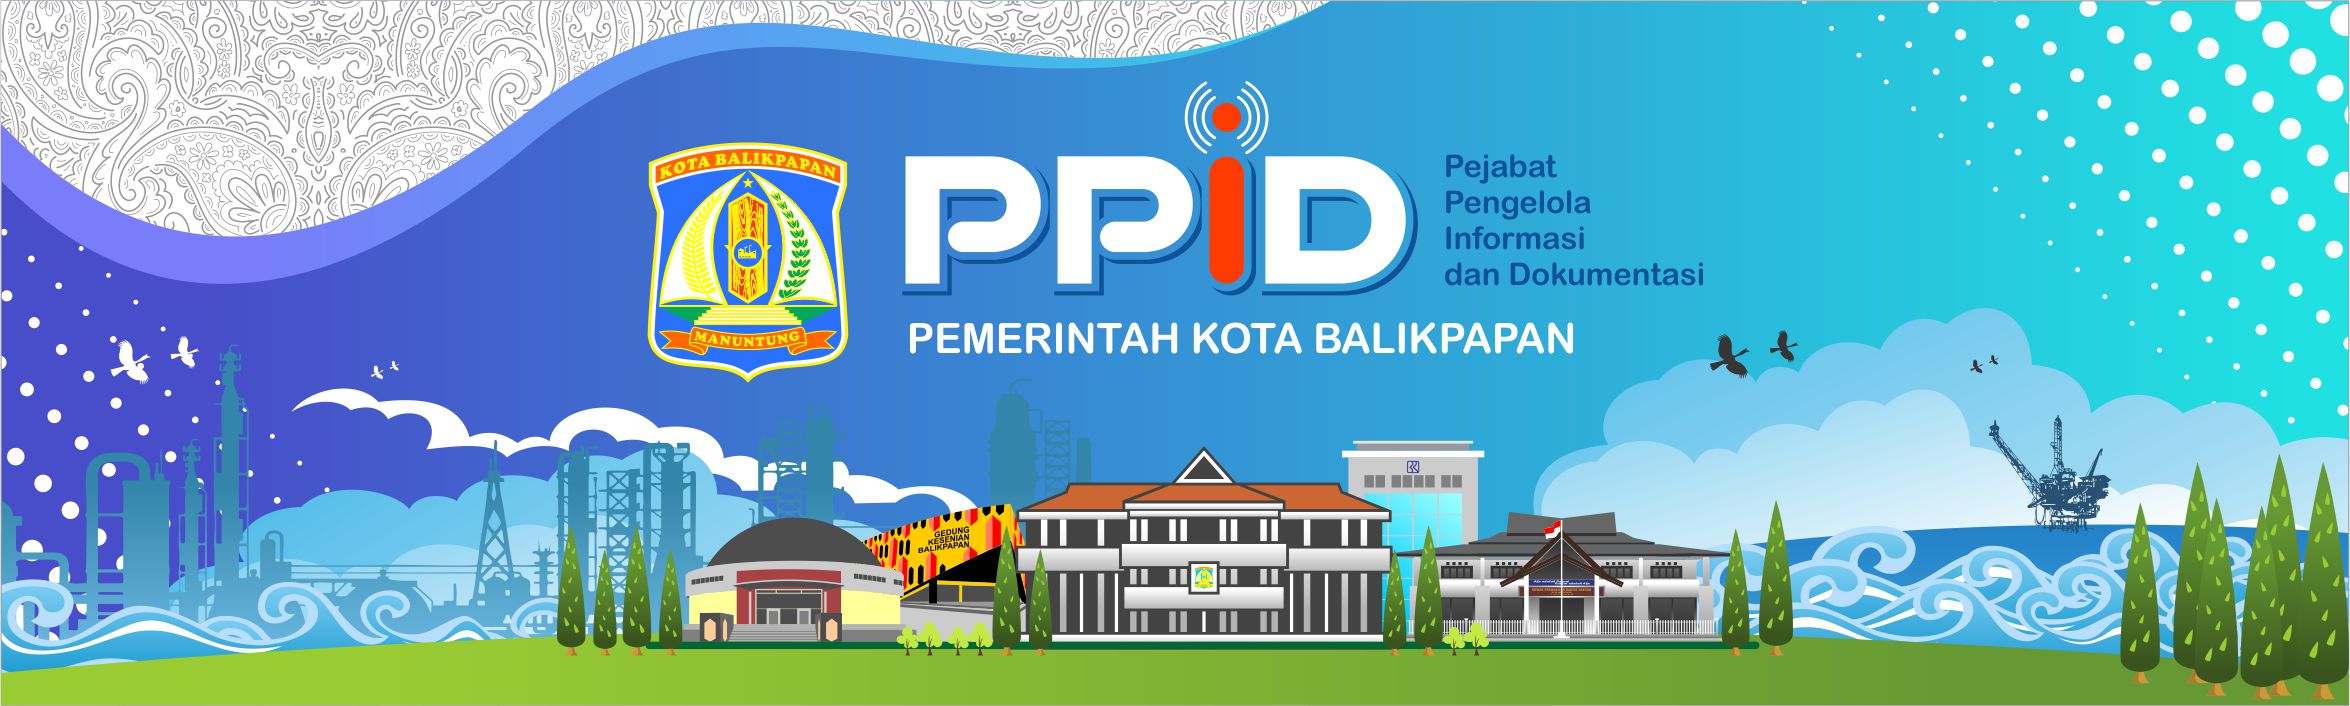 KOTA BALIKPAPAN
MANUNTUNG
PPiD
Pejabat
Pengelola
Informasi
dan Dokumentasi
PEMERINTAH KOTA BALIKPAPAN
GEDUNG
KESENIAN
BALIKPAPAN